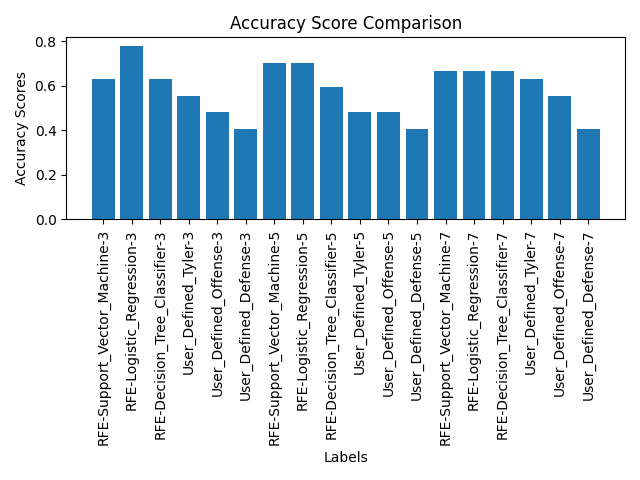 Accuracy Score Comparison
Accuracy Scores
0.8
0.6
0.4
0.2
0.0
RFE-Support_Vector_Machine-3
RFE-Logistic_Regression-3
RFE-Decision_Tree_Classifier-3
User_Defined_Tyler-3
User_Defined_Offense-3
User_Defined_Defense-3
RFE-Support_Vector_Machine-5
RFE-Logistic_Regression-5
RFE-Decision_Tree_Classifier-5
User_Defined_Tyler-5
User_Defined_Offense-5
User_Defined_Defense-5
RFE-Support_Vector_Machine-7
RFE-Logistic_Regression-7
RFE-Decision_Tree_Classifier-7
User_Defined_Tyler-7
User_Defined_Offense-7
User_Defined_Defense-7
Labels